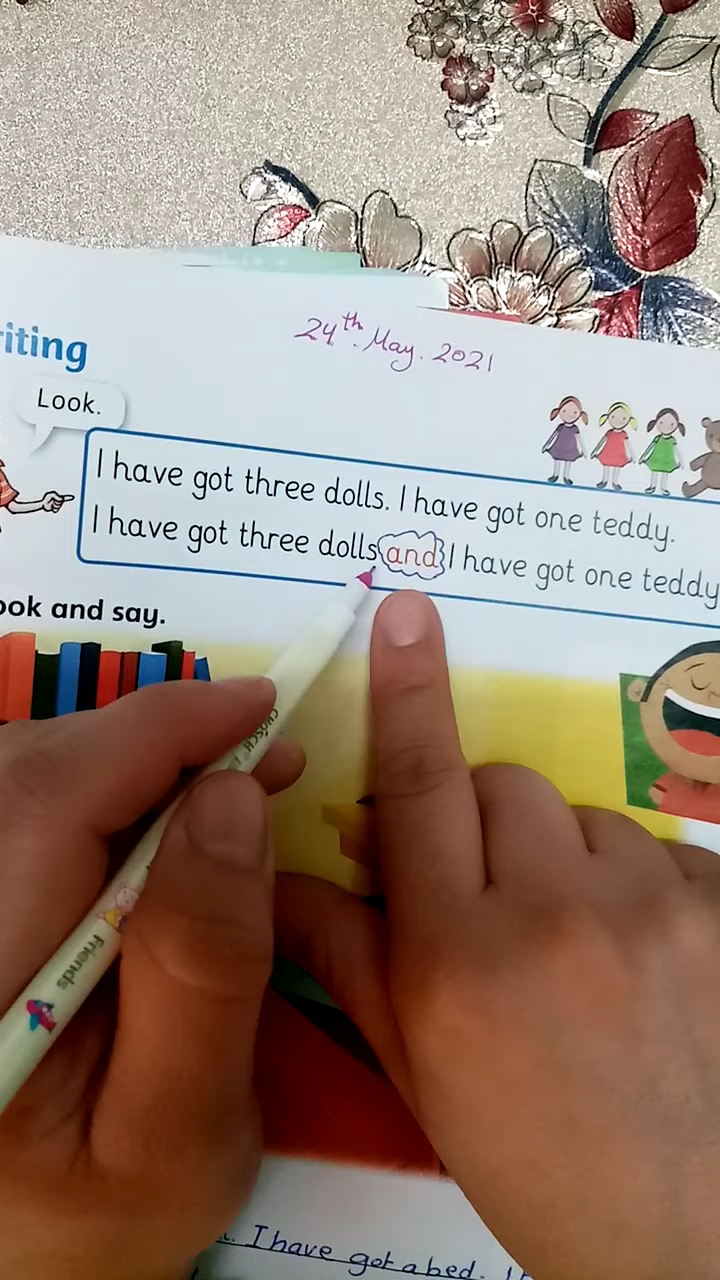 riting
24th. May. 2021
Look.
I have got three dolls. I have got one teddy.
I have got three dolls and I have got one teddy
ook and say.
Friends
I have got a bed.